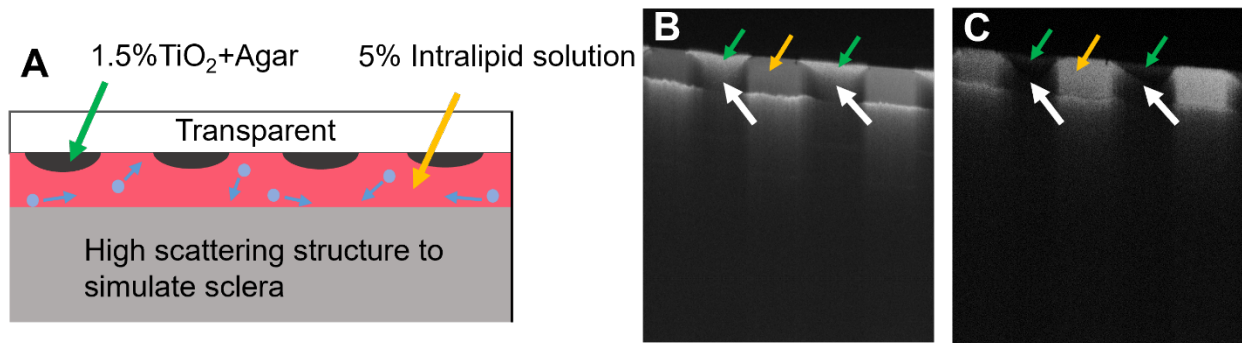 A
1.5%TiO₂+Agar
5% Intralipid solution
Transparent
High scattering structure to
simulate sclera
B
C